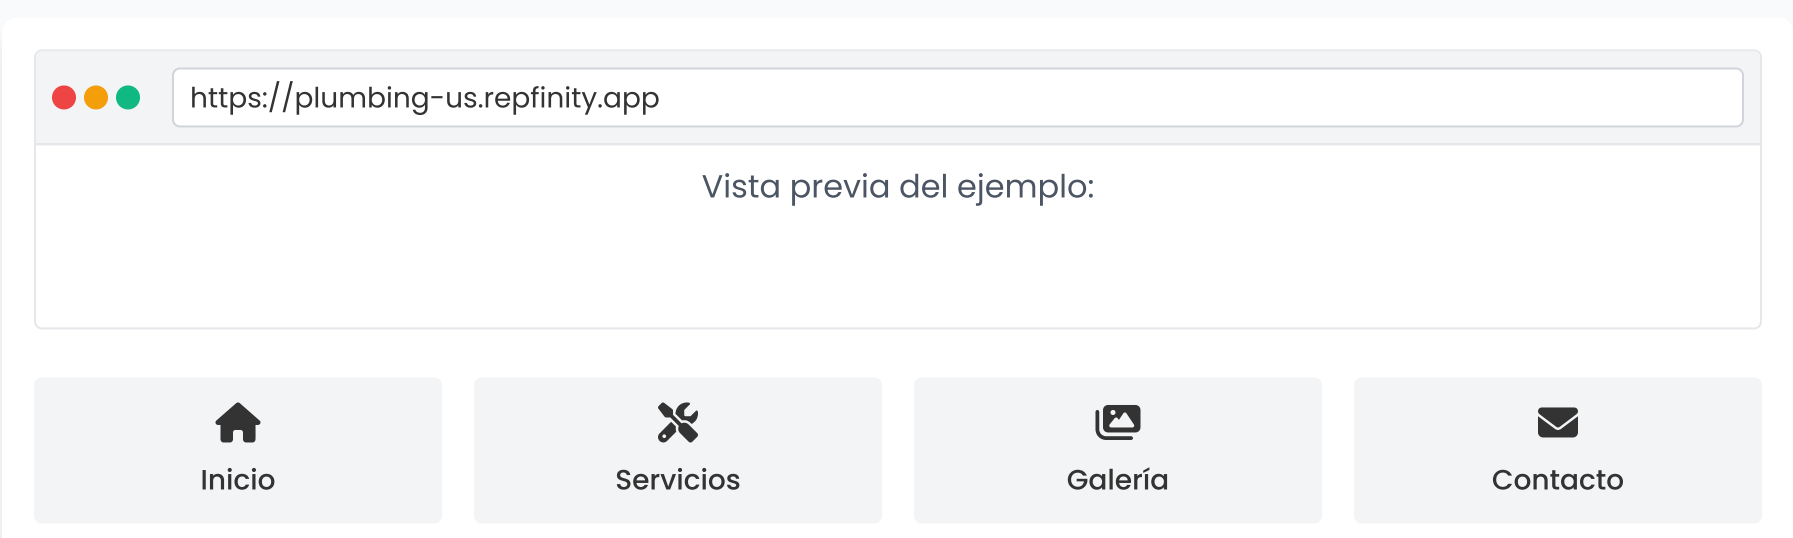 https://plumbing-us.repfinity.app
Vista previa del ejemplo:
Inicio
Servicios
Galería
Contacto